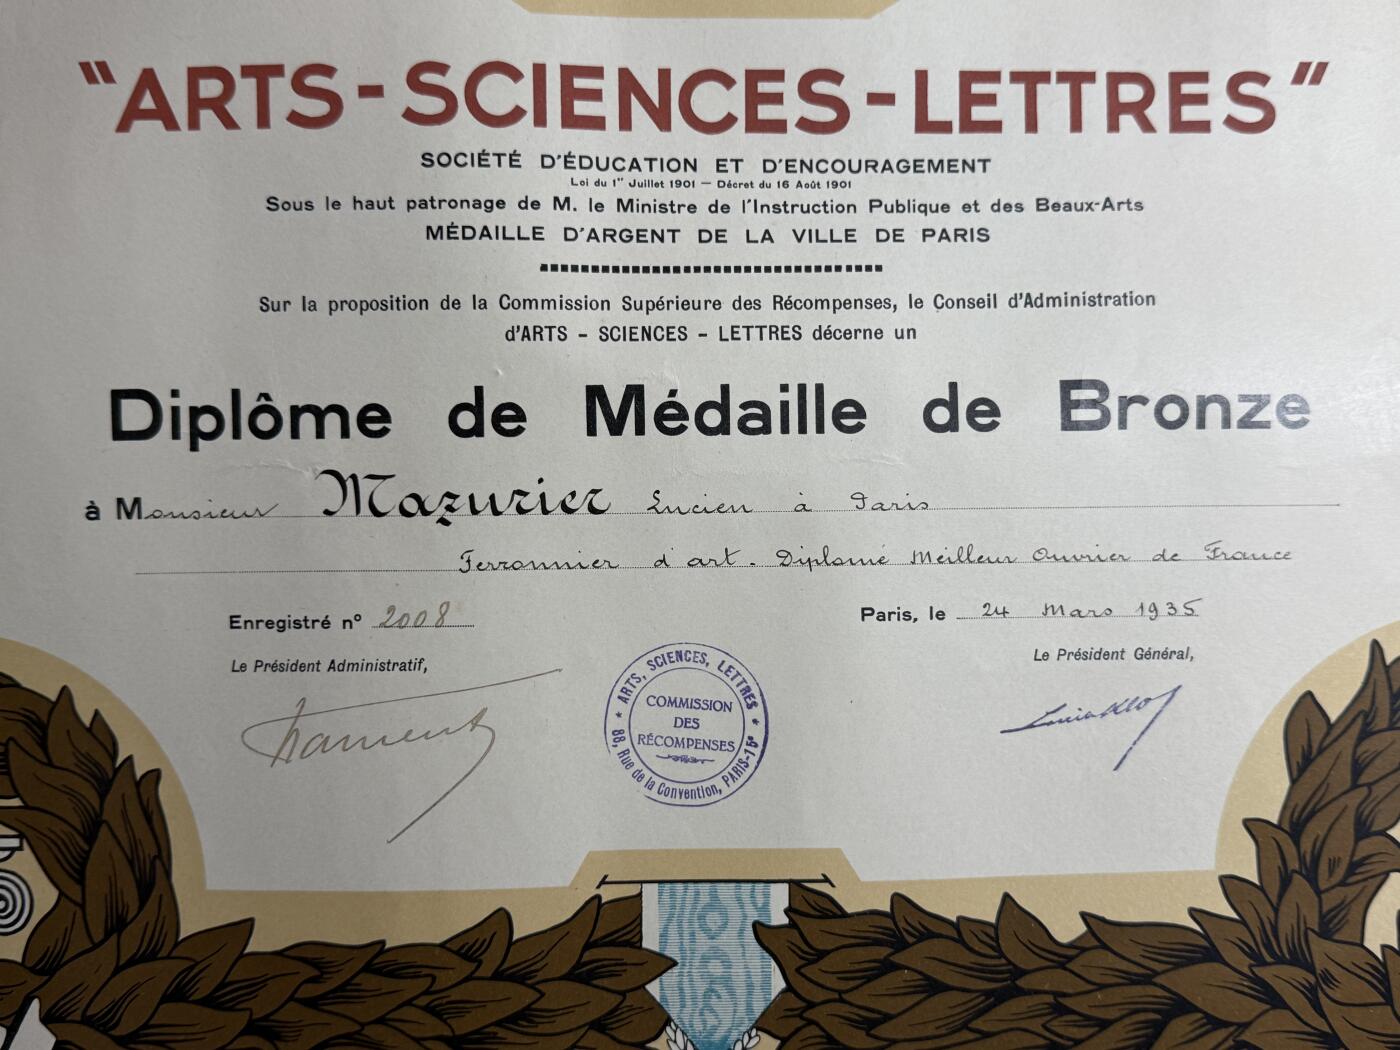 "ARTS-SCIENCES-LETTRES"
SOCIÉTÉ D'ÉDUCATION ET D'ENCOURAGEMENT
Loi du 1er Juillet 1901 — Décret du 16 Août 1901
Sous le haut patronage de M. le Ministre de l'Instruction Publique et des Beaux-Arts
MÉDAILLE D'ARGENT DE LA VILLE DE PARIS
Sur la proposition de la Commission Supérieure des Récompenses, le Conseil d'Administration
d'ARTS - SCIENCES - LETTRES décerne un
Diplôme de Médaille de Bronze
à Monsieur Mazurier Lucien à Paris
Ferronnier d'art. Diplomé Meilleur Ouvrier de France
Enregistré n° 2008
Paris, le 24 Mars 1935
Le Président Administratif,
Le Président Général,
ARTS, SCIENCES, LETTRES
COMMISSION
DES
RÉCOMPENSES
88, Rue de la Convention, PARIS-15e